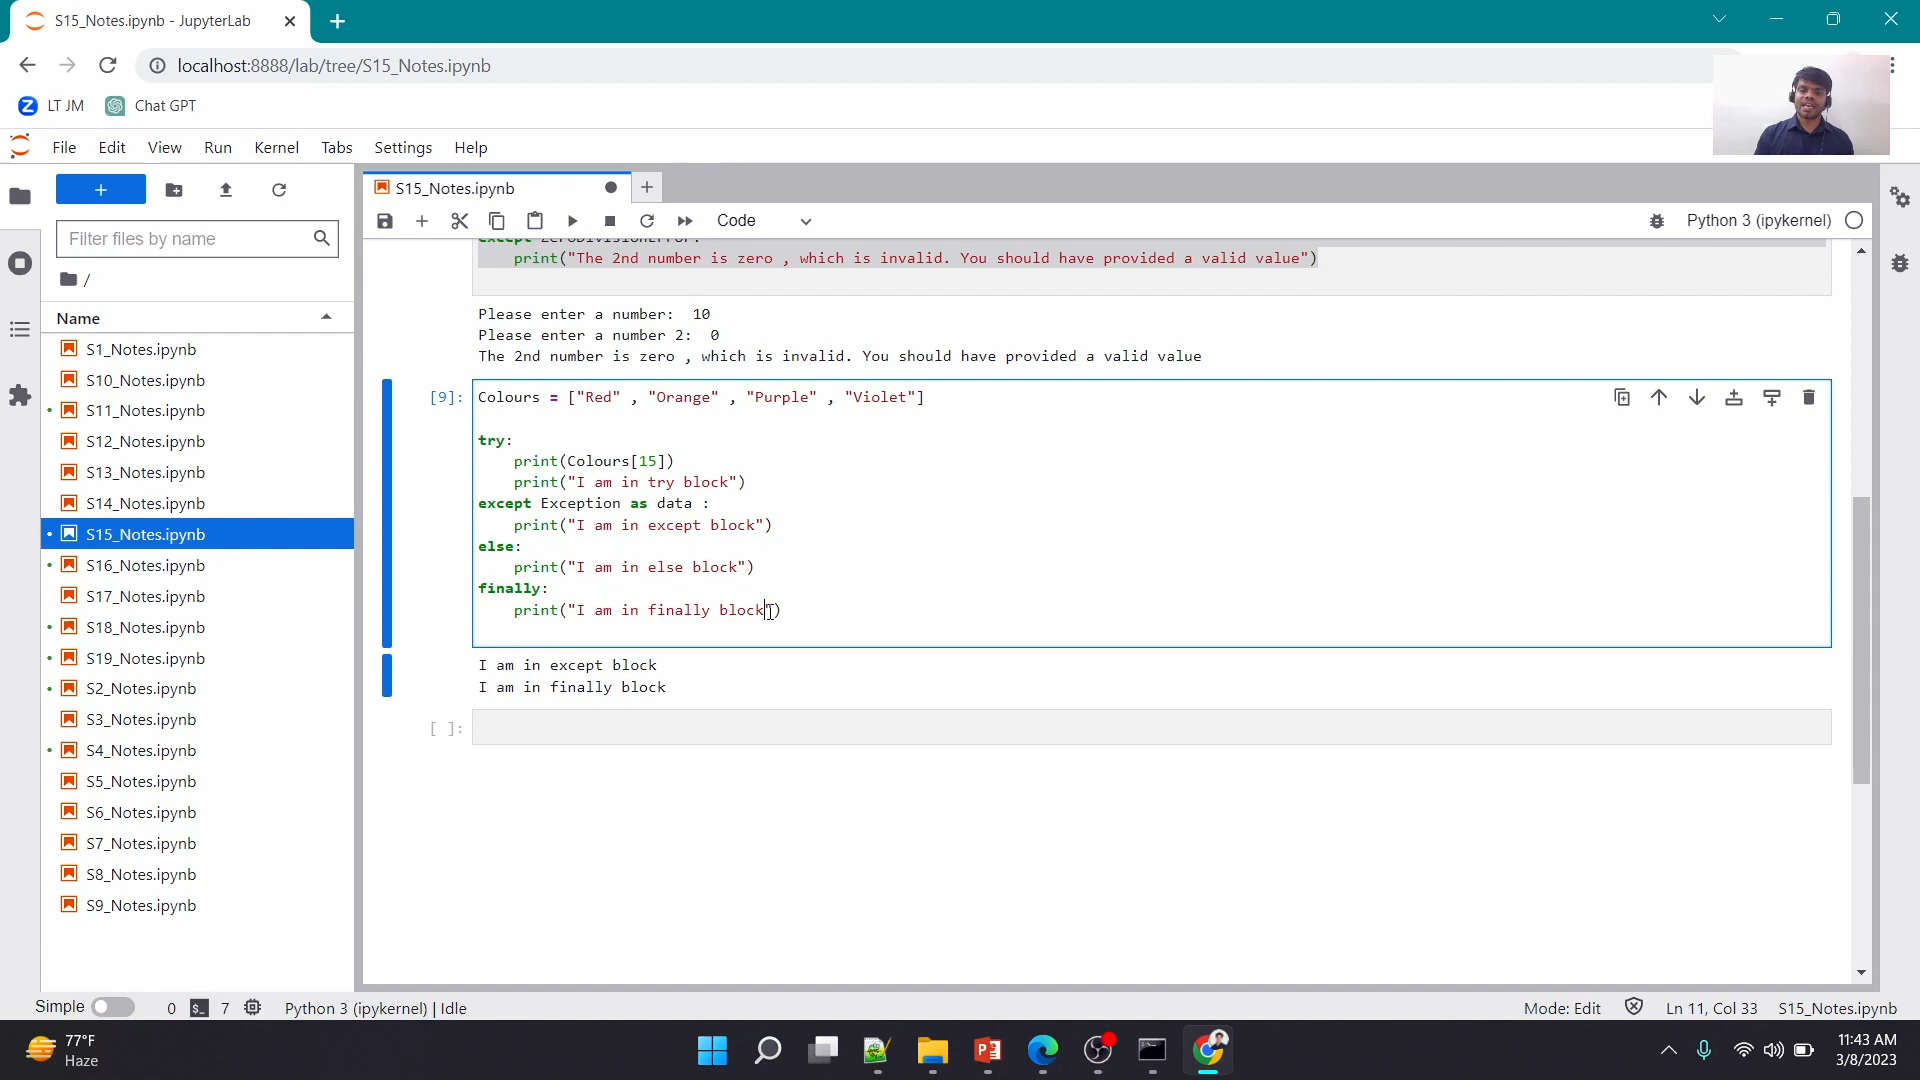 S15_Notes.ipynb - JupyterLab
localhost:8888/lab/tree/S15_Notes.ipynb
LT JM
Chat GPT
File Edit View Run Kernel Tabs Settings Help
Filter files by name
/
Name
S1_Notes.ipynb
S10_Notes.ipynb
S11_Notes.ipynb
S12_Notes.ipynb
S13_Notes.ipynb
S14_Notes.ipynb
S15_Notes.ipynb
S16_Notes.ipynb
S17_Notes.ipynb
S18_Notes.ipynb
S19_Notes.ipynb
S2_Notes.ipynb
S3_Notes.ipynb
S4_Notes.ipynb
S5_Notes.ipynb
S6_Notes.ipynb
S7_Notes.ipynb
S8_Notes.ipynb
S9_Notes.ipynb
S15_Notes.ipynb
Code
Python 3 (ipykernel)
except ZeroDivisionError:
print("The 2nd number is zero , which is invalid. You should have provided a valid value")
Please enter a number:  10
Please enter a number 2:  0
The 2nd number is zero , which is invalid. You should have provided a valid value
[9]: Colours = ["Red" , "Orange" , "Purple" , "Violet"]
try:
print(Colours[15])
print("I am in try block")
except Exception as data :
print("I am in except block")
else:
print("I am in else block")
finally:
print("I am in finally block")
I am in except block
I am in finally block
[ ]:
Simple 0 7 Python 3 (ipykernel) | Idle
Mode: Edit Ln 11, Col 33 S15_Notes.ipynb
77°F
Haze
11:43 AM
3/8/2023